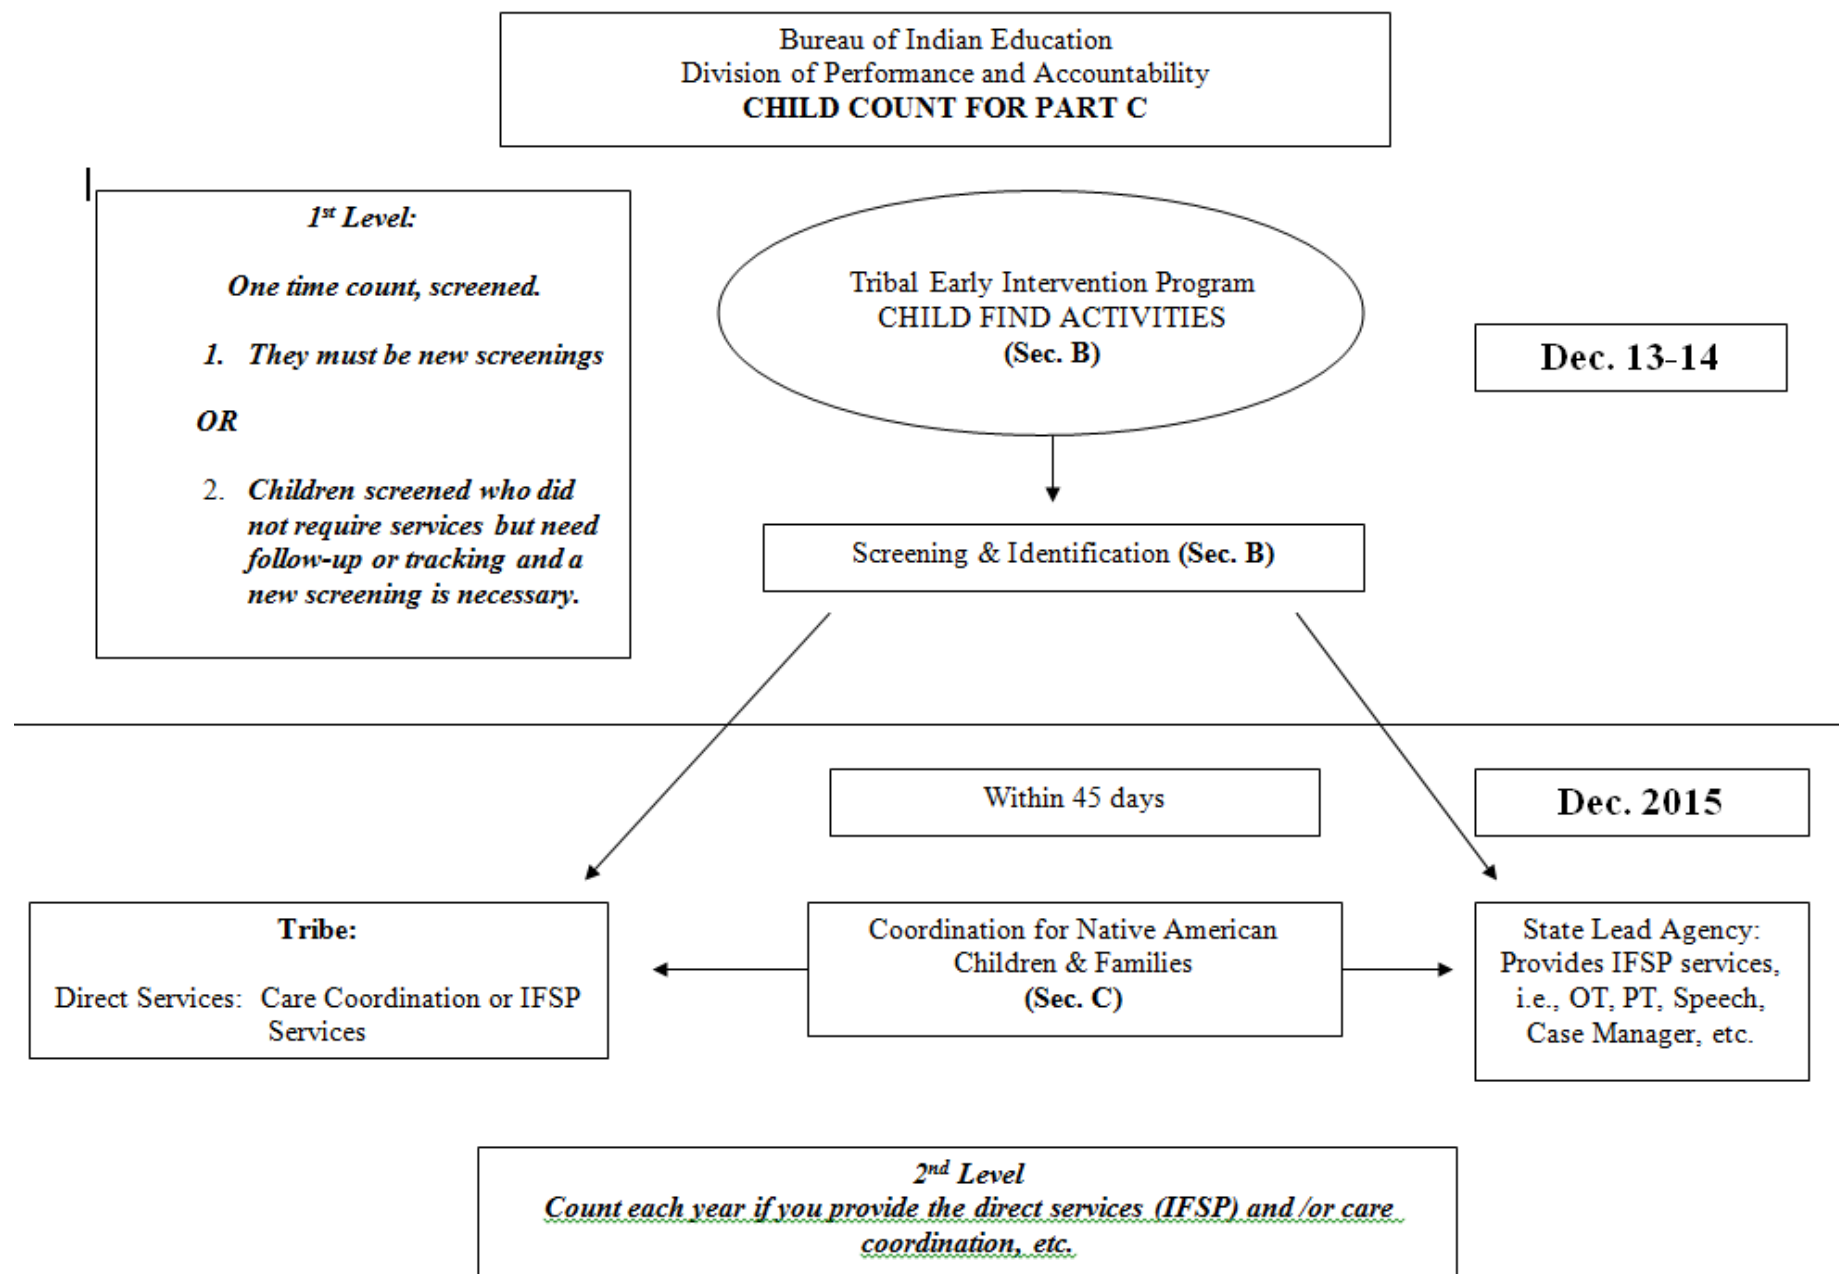 Bureau of Indian Education
Division of Performance and Accountability
CHILD COUNT FOR PART C
1st Level:
One time count, screened.
1. They must be new screenings
OR
2. Children screened who did
not require services but need
follow-up or tracking and a
new screening is necessary.
Tribal Early Intervention Program
CHILD FIND ACTIVITIES
(Sec. B)
Dec. 13-14
Screening & Identification (Sec. B)
Within 45 days
Dec. 2015
Tribe:
Direct Services: Care Coordination or IFSP
Services
Coordination for Native American
Children & Families
(Sec. C)
State Lead Agency:
Provides IFSP services,
i.e., OT, PT, Speech,
Case Manager, etc.
2nd Level
Count each year if you provide the direct services (IFSP) and /or care
coordination, etc.